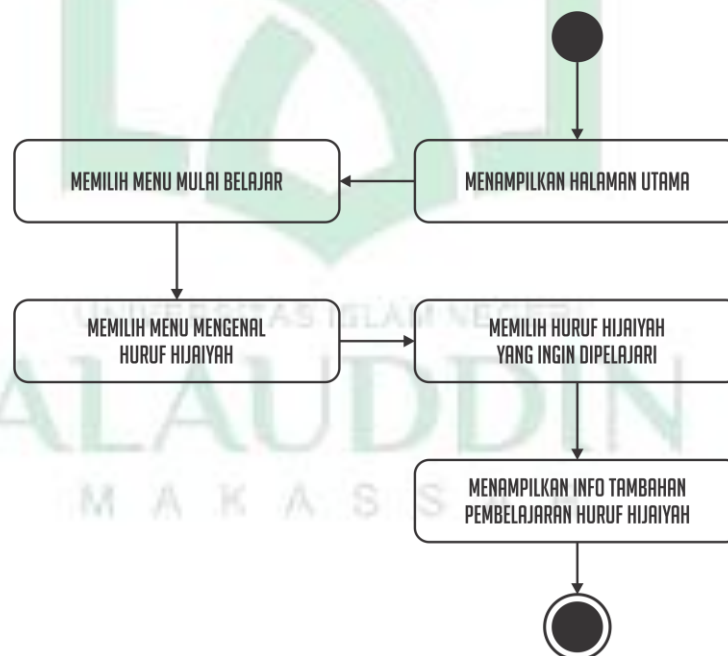 MENAMPILKAN HALAMAN UTAMA
MEMILIH MENU MULAI BELAJAR
MEMILIH MENU MENGENAL
HURUF HIJAIYAH
MEMILIH HURUF HIJAIYAH
YANG INGIN DIPELAJARI
MENAMPILKAN INFO TAMBAHAN
PEMBELAJARAN HURUF HIJAIYAH
UNIVERSITAS ISLAM NEGERI
ALAUDDIN
MAKASSAR